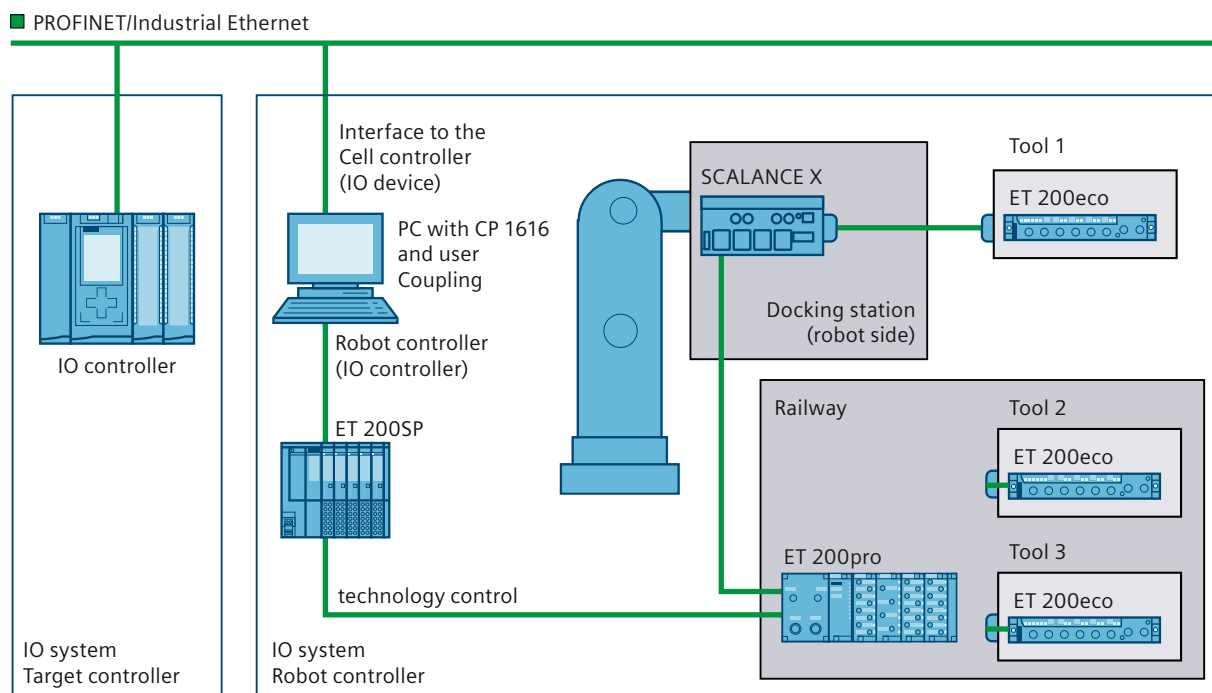 PROFINET/Industrial Ethernet
IO controller
IO system
Target controller
Interface to the
Cell controller
(IO device)
PC with CP 1616
and user
Coupling
Robot controller
(IO controller)
ET 200SP
technology control
IO system
Robot controller
SCALANCE X
Docking station
(robot side)
Tool 1
ET 200eco
Railway
Tool 2
ET 200eco
ET 200pro
Tool 3
ET 200eco